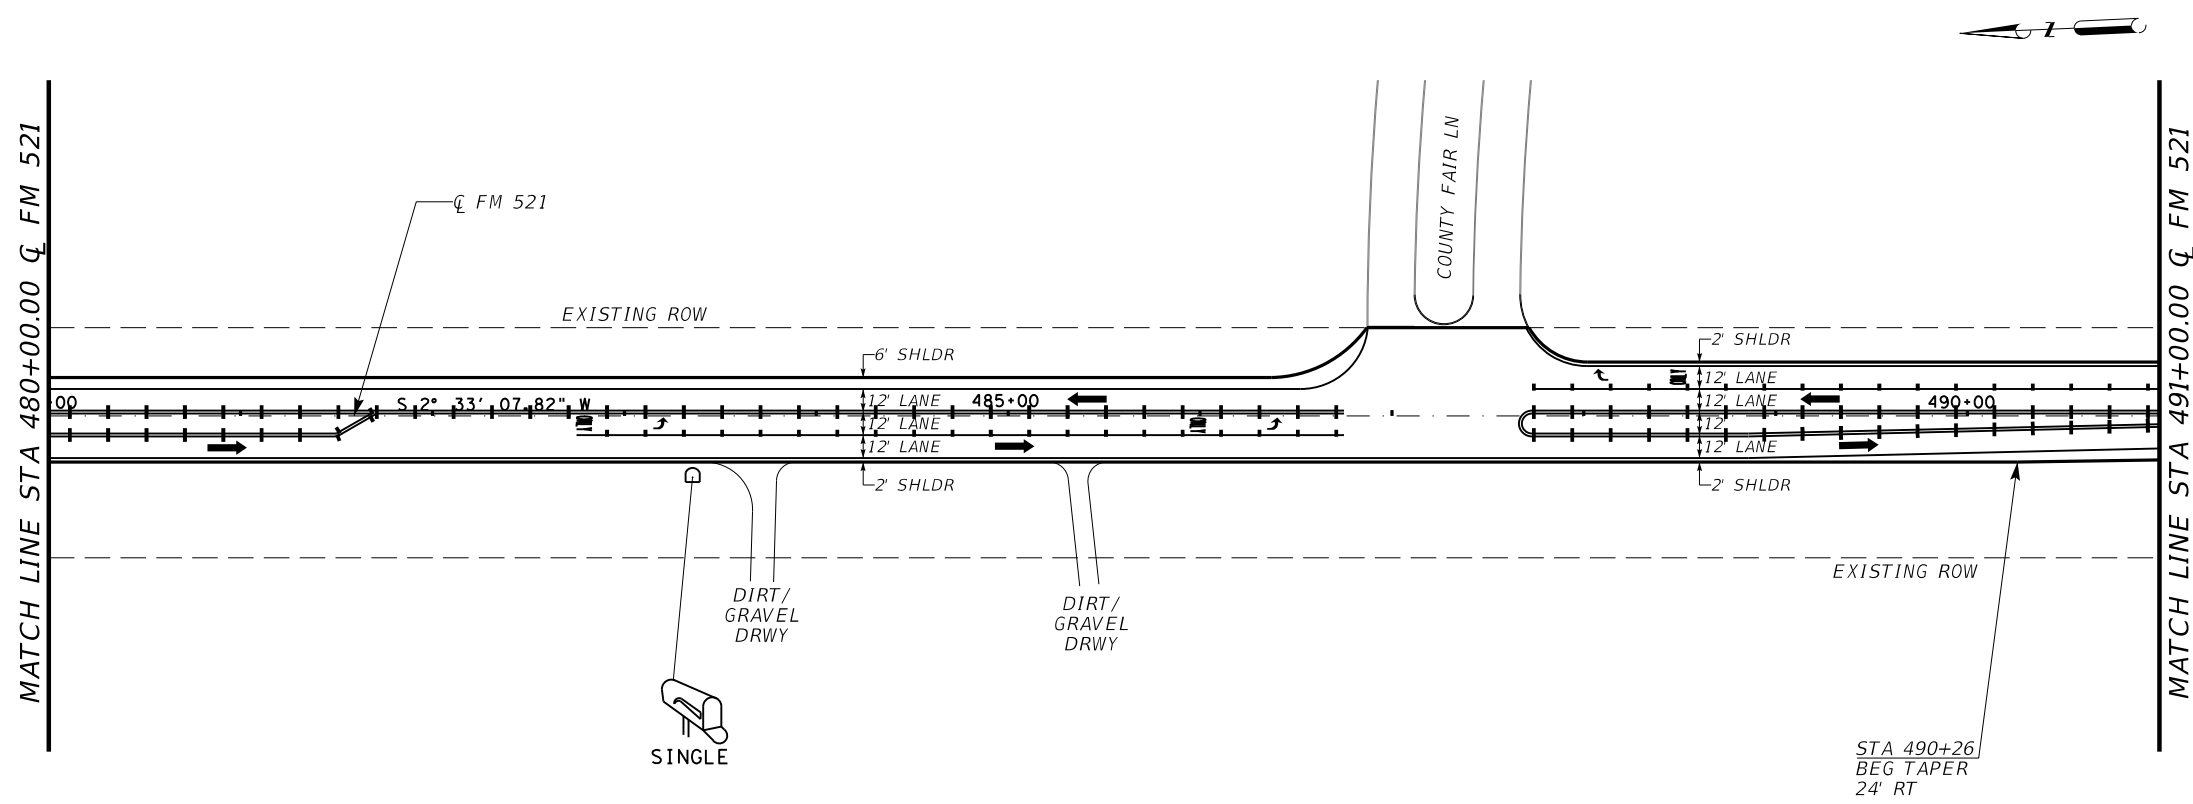 N
MATCH LINE STA 480+00.00 ℄ FM 521
MATCH LINE STA 491+00.00 ℄ FM 521
COUNTY FAIR LN
℄ FM 521
EXISTING ROW
6' SHLDR
2' SHLDR
12' LANE
+00
S 2° 33' 07.82" W
12' LANE
485+00
12' LANE
490+00
ONLY
12' LANE
ONLY
12'
ONLY
12' LANE
12' LANE
2' SHLDR
2' SHLDR
EXISTING ROW
DIRT/
GRAVEL
DRWY
DIRT/
GRAVEL
DRWY
SINGLE
STA 490+26
BEG TAPER
24' RT